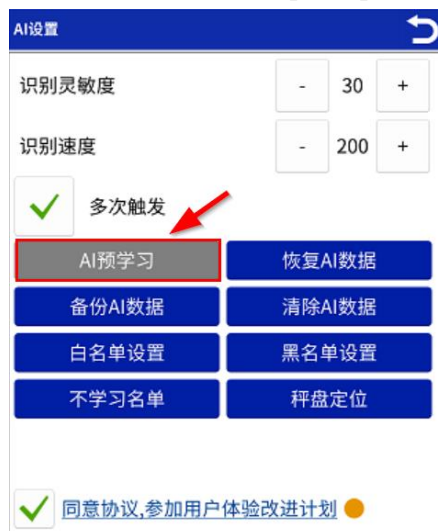 AI设置
识别灵敏度 - 30 +
识别速度 - 200 +
多次触发
AI预学习 恢复AI数据
备份AI数据 清除AI数据
白名单设置 黑名单设置
不学习名单 秤盘定位
同意协议,参加用户体验改进计划